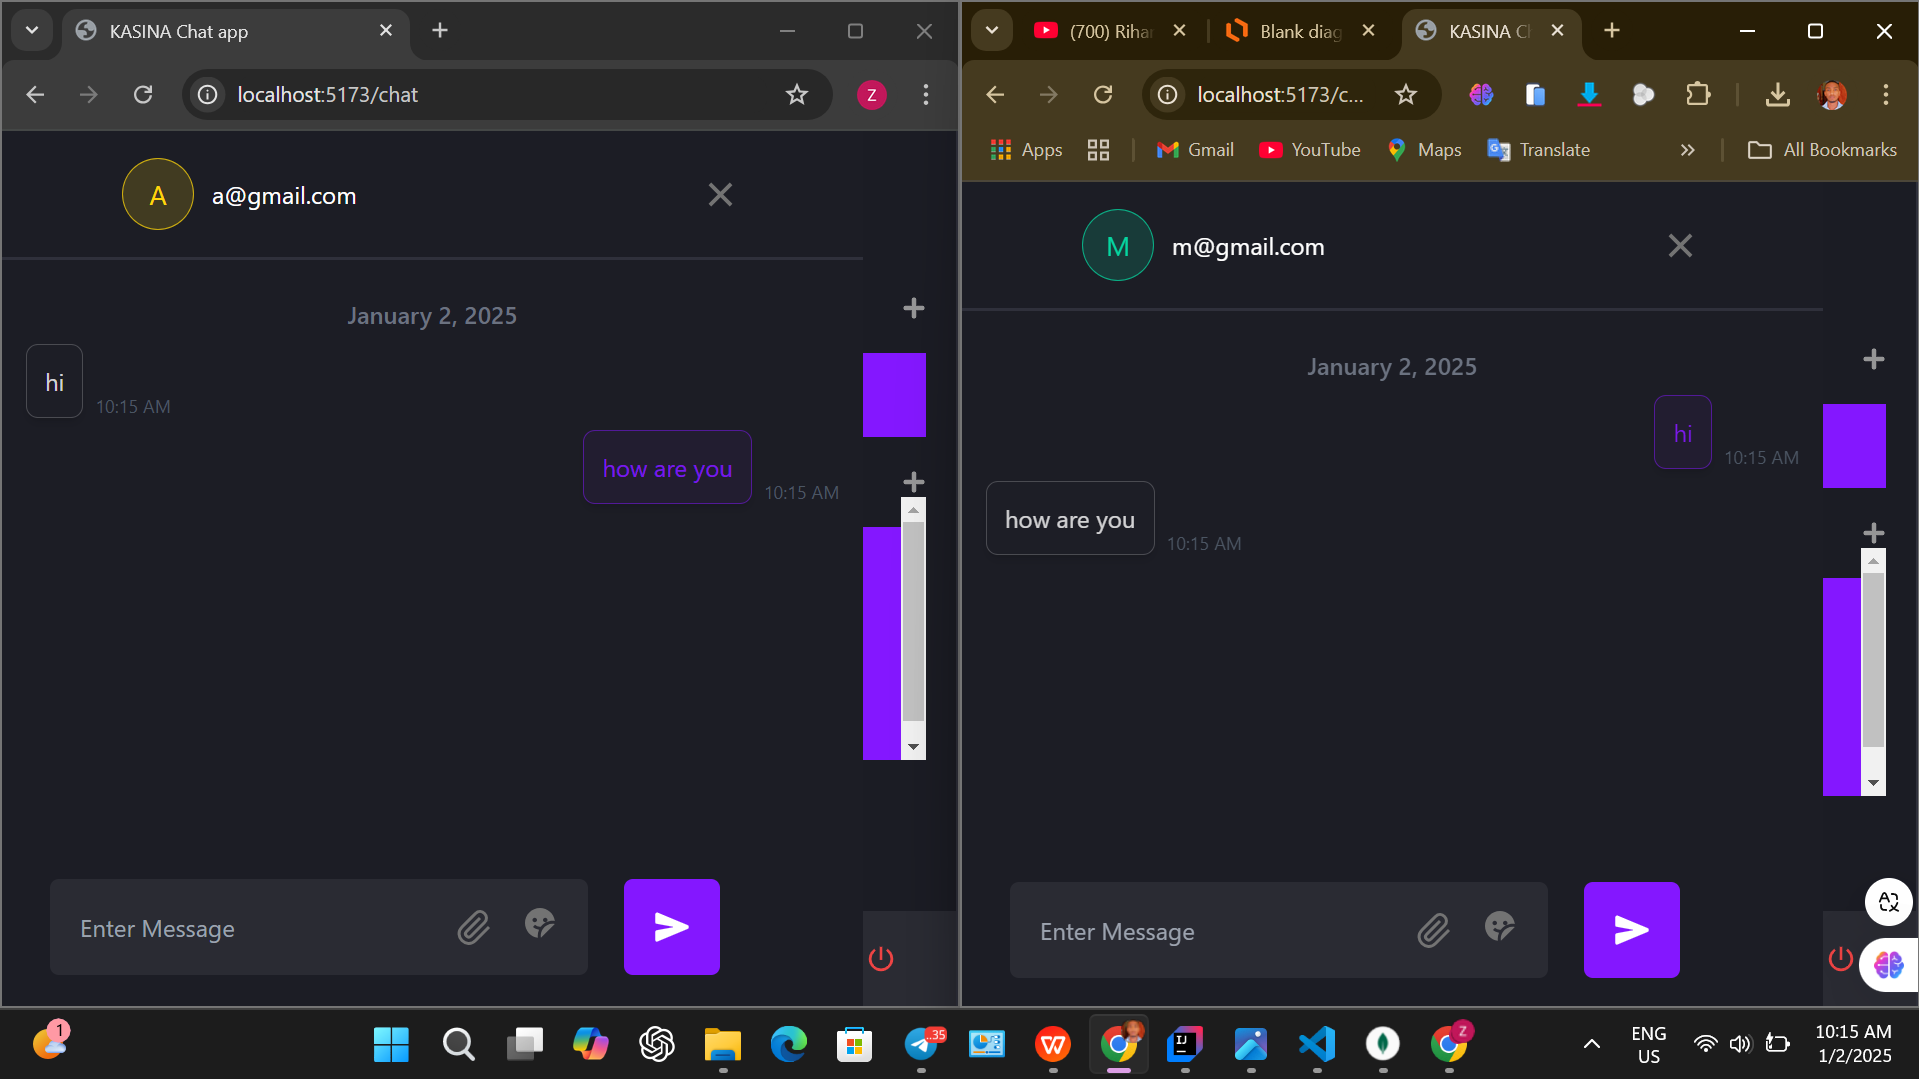 KASINA Chat app
localhost:5173/chat
Z
A
a@gmail.com
January 2, 2025
hi
10:15 AM
how are you
10:15 AM
Enter Message
(700) Rihan
Blank diag
KASINA Ch
localhost:5173/c...
Apps
Gmail
YouTube
Maps
Translate
All Bookmarks
M
m@gmail.com
January 2, 2025
hi
10:15 AM
how are you
10:15 AM
Enter Message
1
.35
Z
ENG
US
10:15 AM
1/2/2025